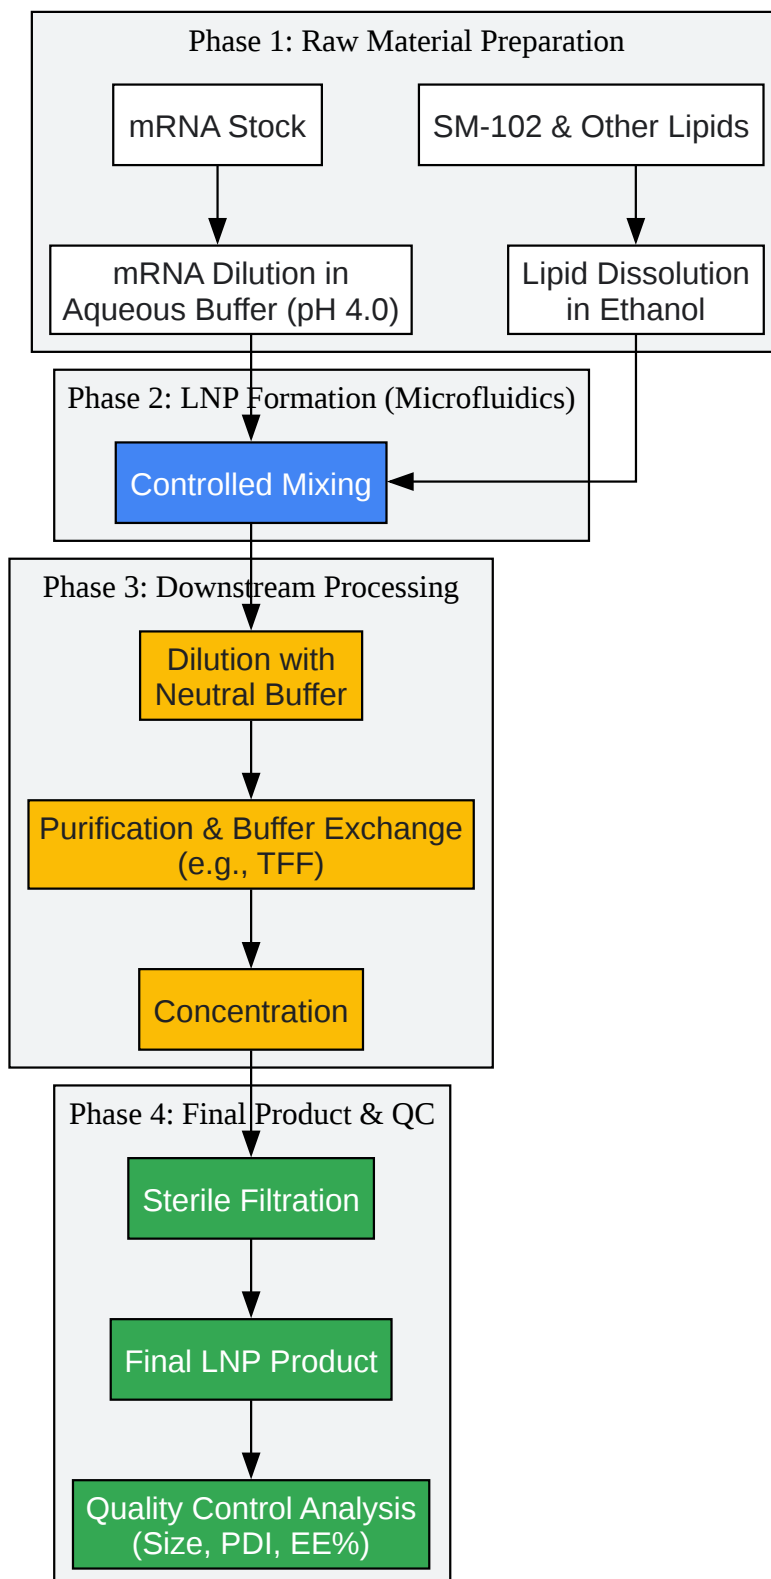 Phase 1: Raw Material Preparation
mRNA Stock
SM-102 & Other Lipids
mRNA Dilution in
Aqueous Buffer (pH 4.0)
Lipid Dissolution
in Ethanol
Phase 2: LNP Formation (Microfluidics)
Controlled Mixing
Phase 3: Downstream Processing
Dilution with
Neutral Buffer
Purification & Buffer Exchange
(e.g., TFF)
Concentration
Phase 4: Final Product & QC
Sterile Filtration
Final LNP Product
Quality Control Analysis
(Size, PDI, EE%)